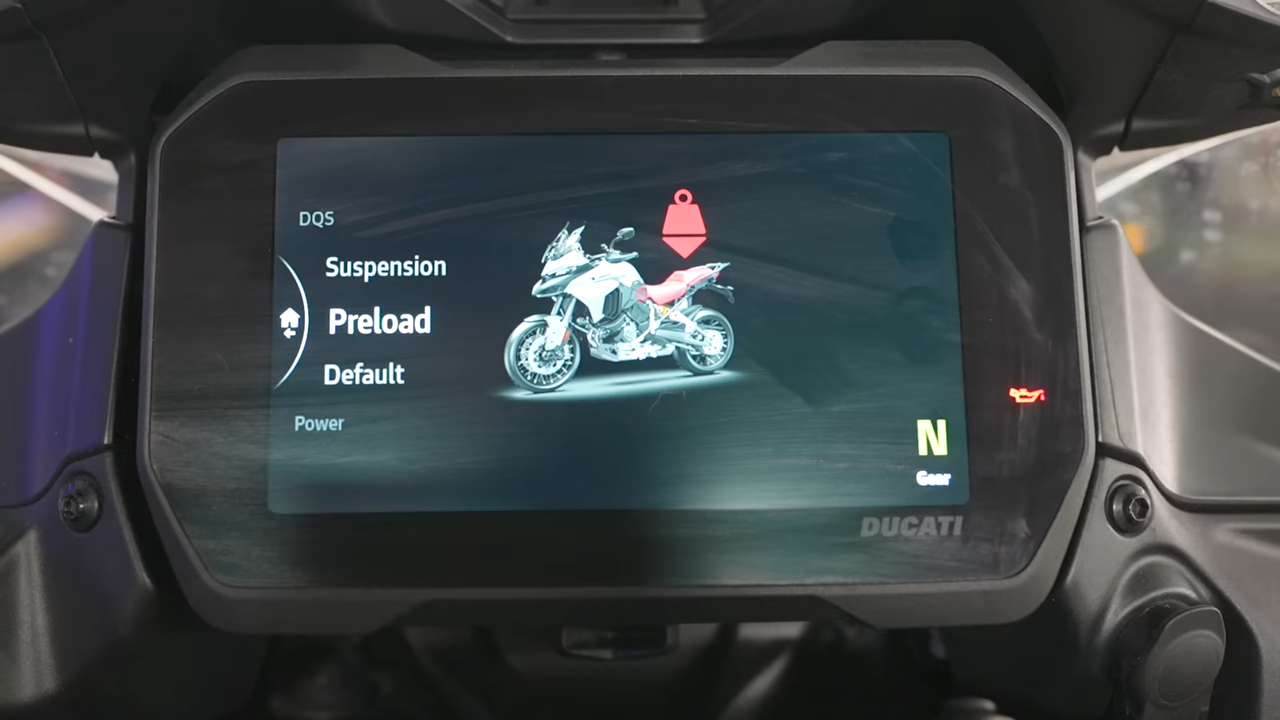 DQS
Suspension
Preload
Default
Power
N
Gear
DUCATI